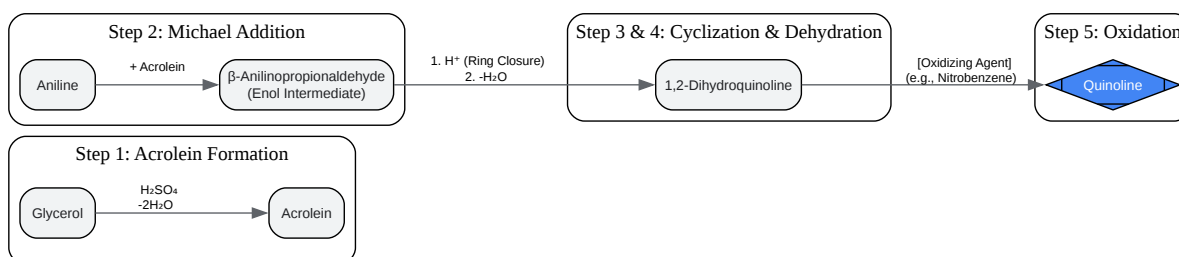 Step 2: Michael Addition
Aniline
+ Acrolein
β-Anilinopropionaldehyde
(Enol Intermediate)
1. H⁺ (Ring Closure)
2. -H₂O
Step 3 & 4: Cyclization & Dehydration
1,2-Dihydroquinoline
[Oxidizing Agent]
(e.g., Nitrobenzene)
Step 5: Oxidation
Quinoline
Step 1: Acrolein Formation
Glycerol
H₂SO₄
-2H₂O
Acrolein